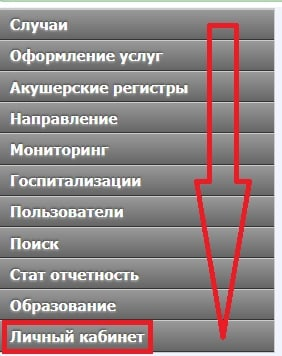 Случаи
Оформление услуг
Акушерские регистры
Направление
Мониторинг
Госпитализации
Пользователи
Поиск
Стат отчетность
Образование
Личный кабинет